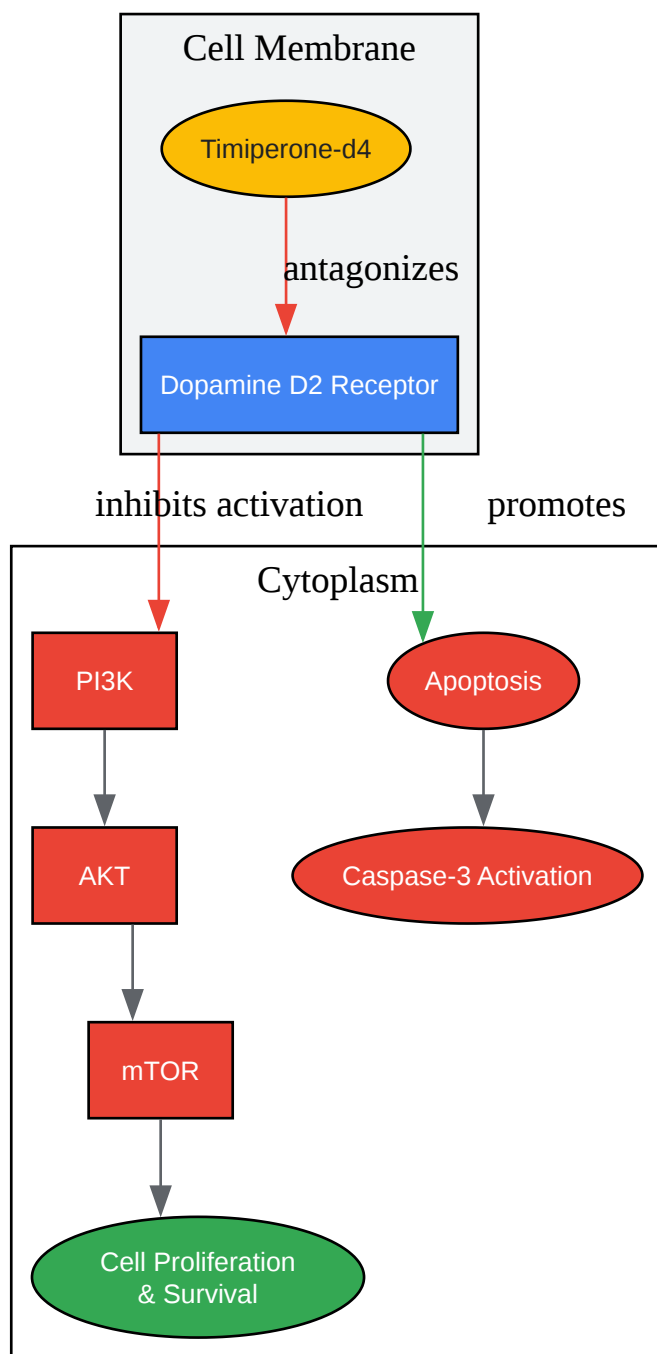 Cell Membrane
Timiperone-d4
antagonizes
Dopamine D2 Receptor
inhibits activation
promotes
Cytoplasm
PI3K
Apoptosis
AKT
Caspase-3 Activation
mTOR
Cell Proliferation
& Survival